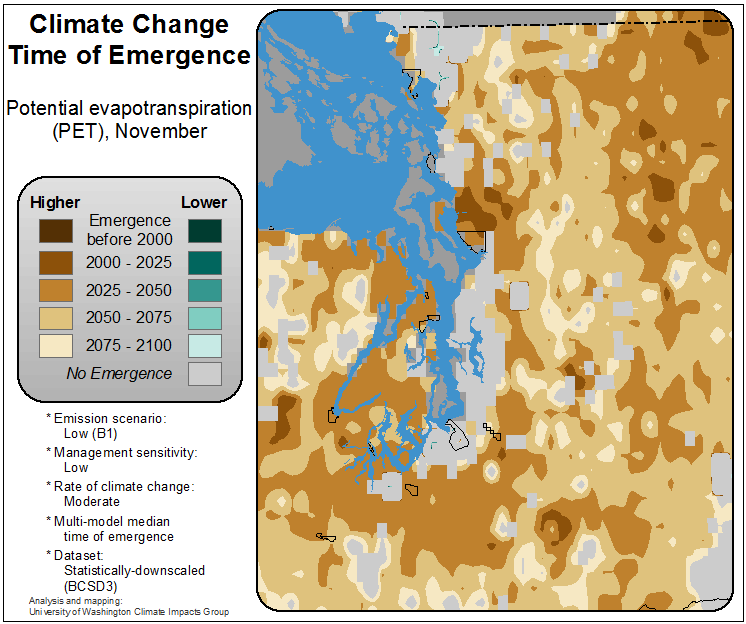 Climate Change
Time of Emergence
Potential evapotranspiration
(PET), November
Higher Lower
Emergence
before 2000
2000 - 2025
2025 - 2050
2050 - 2075
2075 - 2100
No Emergence
* Emission scenario:
Low (B1)
* Management sensitivity:
Low
* Rate of climate change:
Moderate
* Multi-model median
time of emergence
* Dataset:
Statistically-downscaled
(BCSD3)
Analysis and mapping:
University of Washington Climate Impacts Group